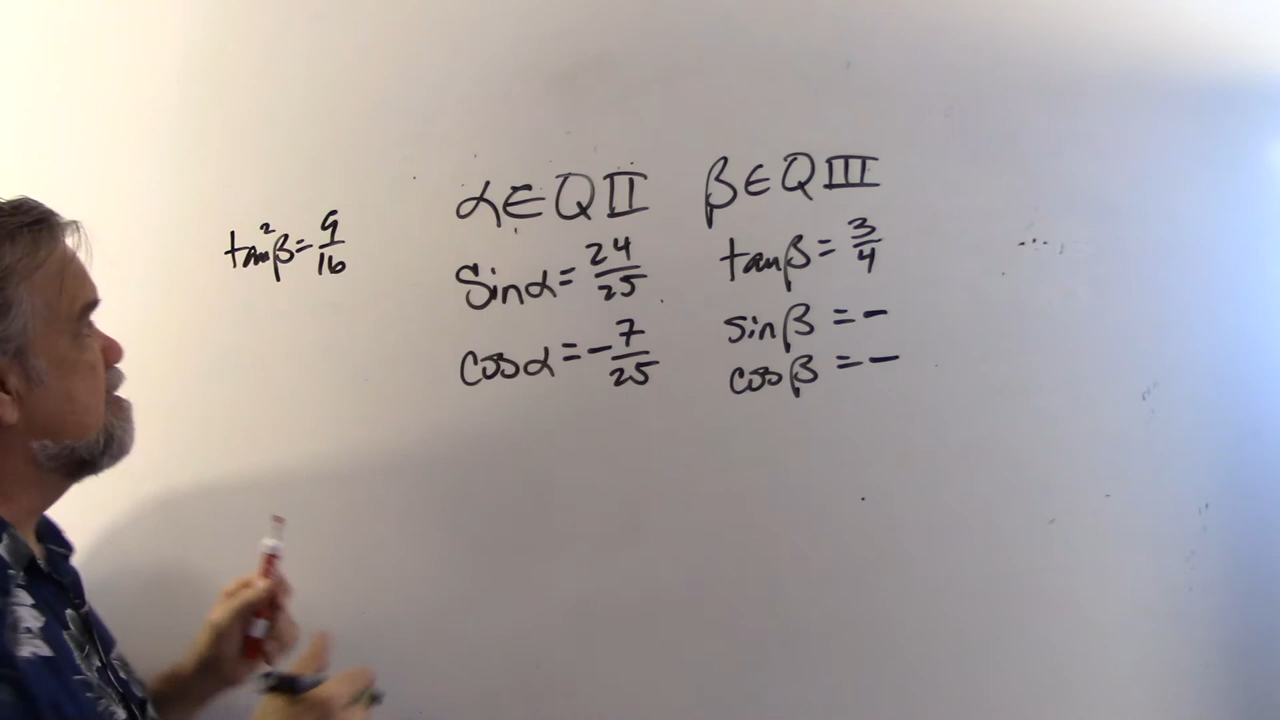 α∈QII β∈QIII
tan²β=9/16
sinα=24/25 tanβ=3/4
sinβ=-
cosα=-7/25 cosβ=-